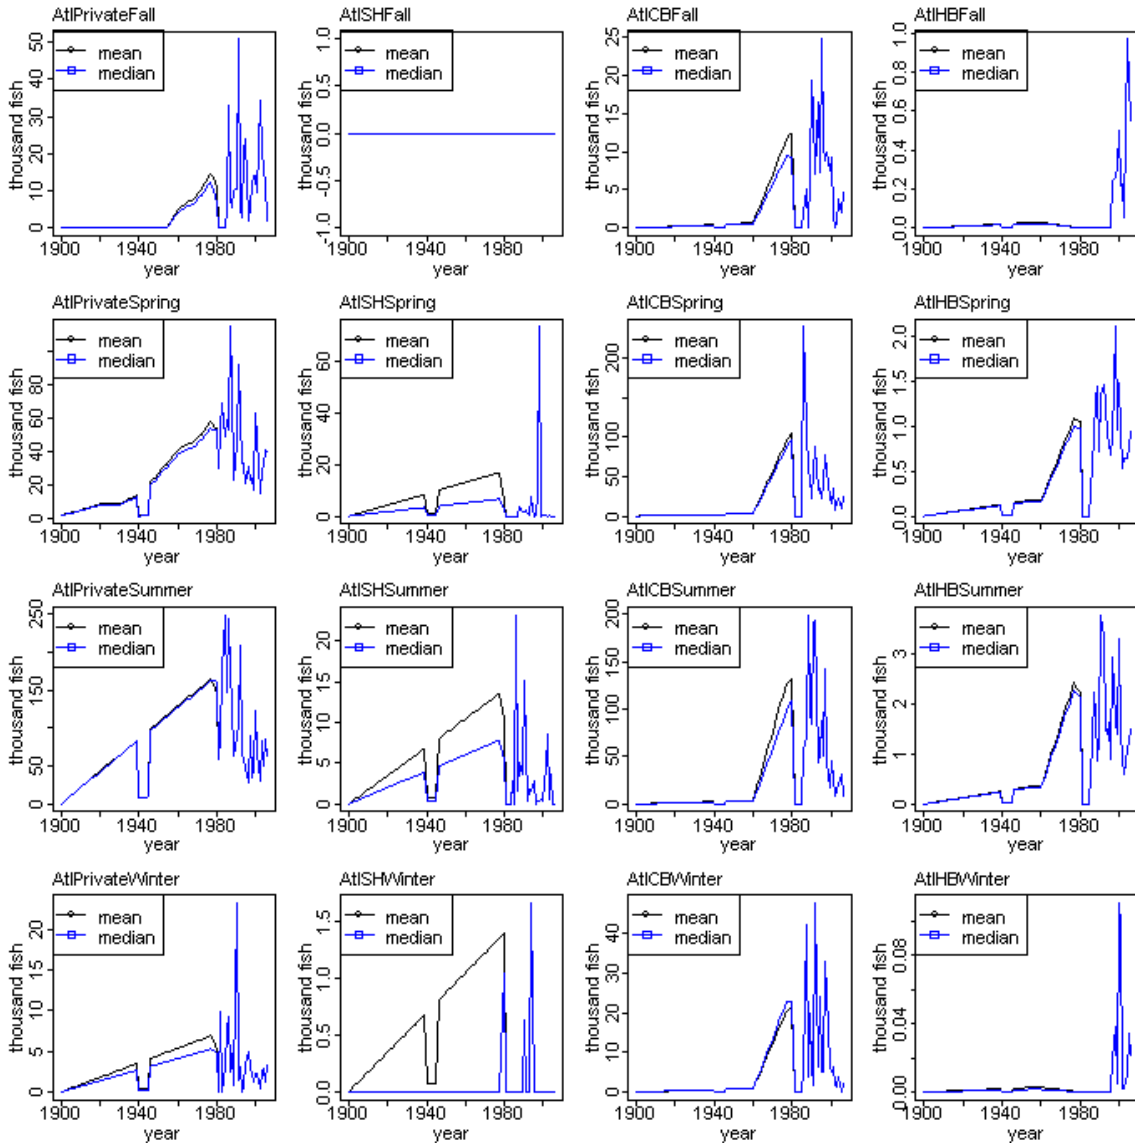 AtlPrivateFall
AtlSHFall
AtlCBFall
AtlHBFall
mean
median
mean
median
mean
median
mean
median
thousand fish
0 10 20 30 40 50
thousand fish
-1.0 -0.5 0.0 0.5 1.0
thousand fish
0 5 10 15 20 25
thousand fish
0.0 0.2 0.4 0.6 0.8 1.0
1900 1940 1980
1900 1940 1980
1900 1940 1980
1900 1940 1980
year
year
year
year
AtlPrivateSpring
AtlSHSpring
AtlCBSpring
AtlHBSpring
mean
median
mean
median
mean
median
mean
median
thousand fish
0 20 40 60 80
thousand fish
0 20 40 60
thousand fish
0 50 100 200
thousand fish
0.0 0.5 1.0 1.5 2.0
1900 1940 1980
1900 1940 1980
1900 1940 1980
1900 1940 1980
year
year
year
year
AtlPrivateSummer
AtlSHSummer
AtlCBSummer
AtlHBSummer
mean
median
mean
median
mean
median
mean
median
thousand fish
0 50 150 250
thousand fish
0 5 10 15 20
thousand fish
0 50 100 150 200
thousand fish
0 1 2 3
1900 1940 1980
1900 1940 1980
1900 1940 1980
1900 1940 1980
year
year
year
year
AtlPrivateWinter
AtlSHWinter
AtlCBWinter
AtlHBWinter
mean
median
mean
median
mean
median
mean
median
thousand fish
0 5 10 15 20
thousand fish
0.0 0.5 1.0 1.5
thousand fish
0 10 20 30 40
thousand fish
0.00 0.04 0.08
1900 1940 1980
1900 1940 1980
1900 1940 1980
1900 1940 1980
year
year
year
year